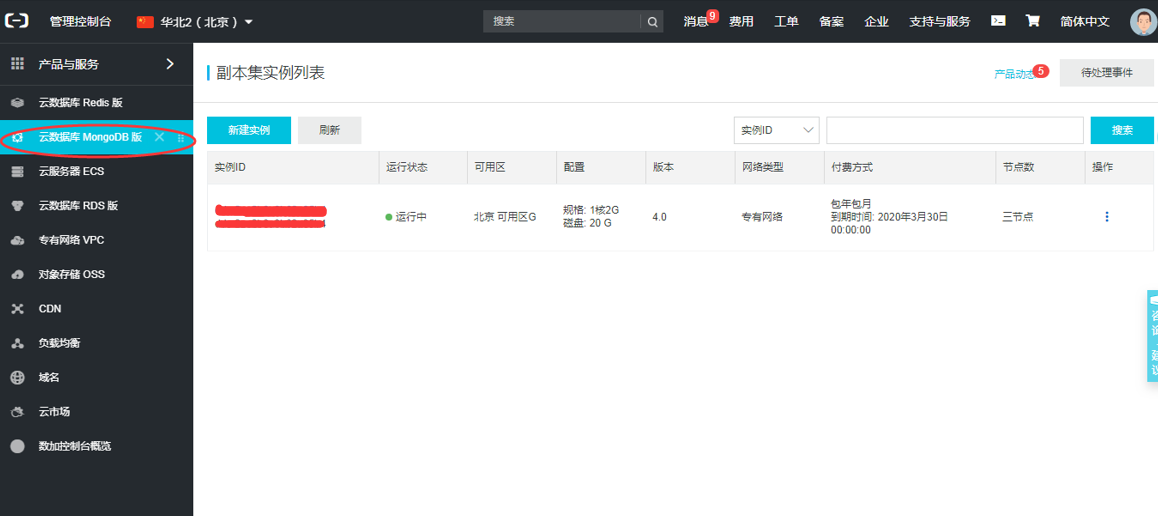 管理控制台
华北2（北京）
搜索
消息
9
费用
工单
备案
企业
支持与服务
简体中文
产品与服务
云数据库 Redis 版
云数据库 MongoDB 版
云服务器 ECS
云数据库 RDS 版
专有网络 VPC
对象存储 OSS
CDN
负载均衡
域名
云市场
数加控制台概览
副本集实例列表
产品动态
5
待处理事件
新建实例
刷新
实例ID
搜索
实例ID
运行状态
可用区
配置
版本
网络类型
付费方式
节点数
操作
运行中
北京 可用区G
规格: 1核2G
磁盘: 20 G
4.0
专有网络
包年包月
到期时间: 2020年3月30日
00:00:00
三节点
咨询
·
建议